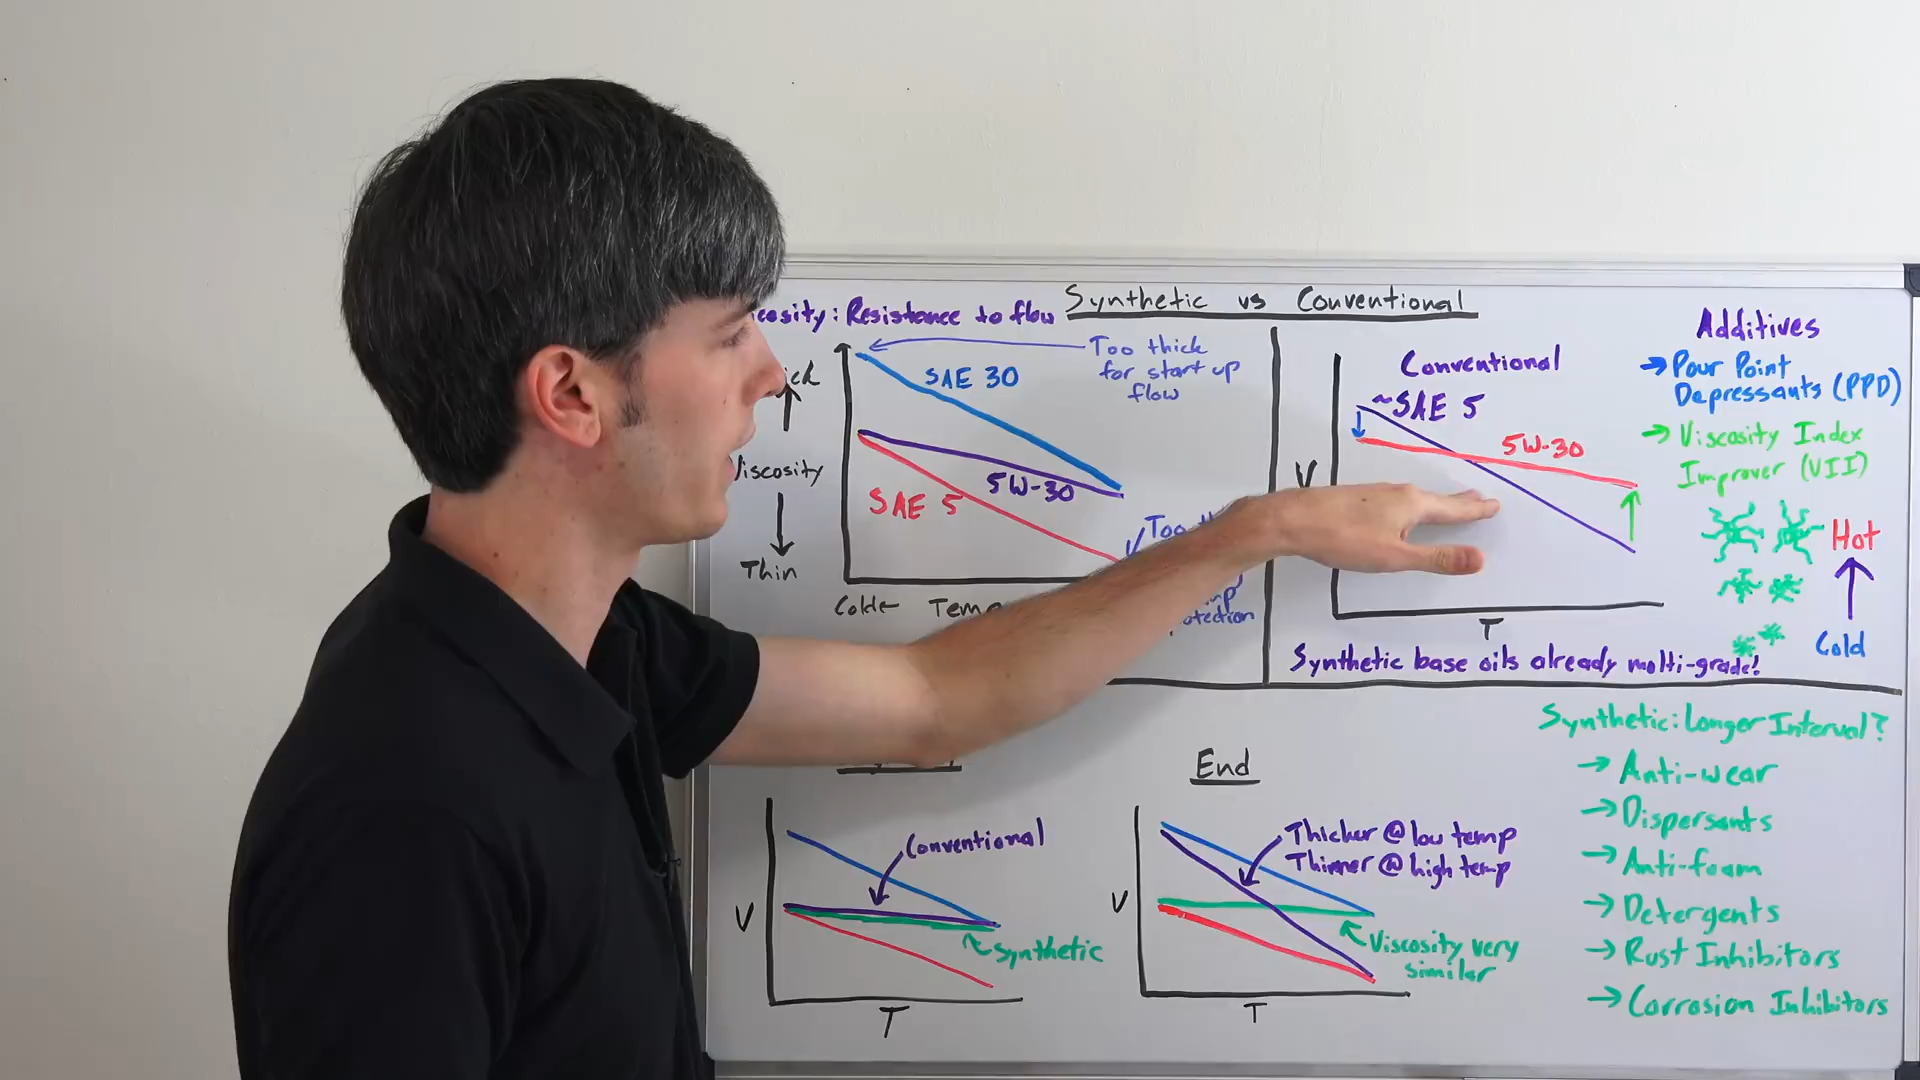 Synthetic vs Conventional
: Resistance to flow
Too thick
for start up
flow
SAE 30
Thin
5W-30
SAE 5
Too
Colder
otection
Conventional
~SAE 5
5W-30
V
T
Synthetic base oils already multi-grade!
Additives
→ Pour Point
Depressants (PPD)
→ Viscosity Index
Improver (VII)
Hot
Cold
Conventional
V
~Synthetic
T
End
Thicker @ low temp
Thinner @ high temp
V
Viscosity very
similar
T
Synthetic: Longer Interval?
→ Anti-wear
→ Dispersants
→ Anti-foam
→ Detergents
→ Rust Inhibitors
→ Corrosion Inhibitors